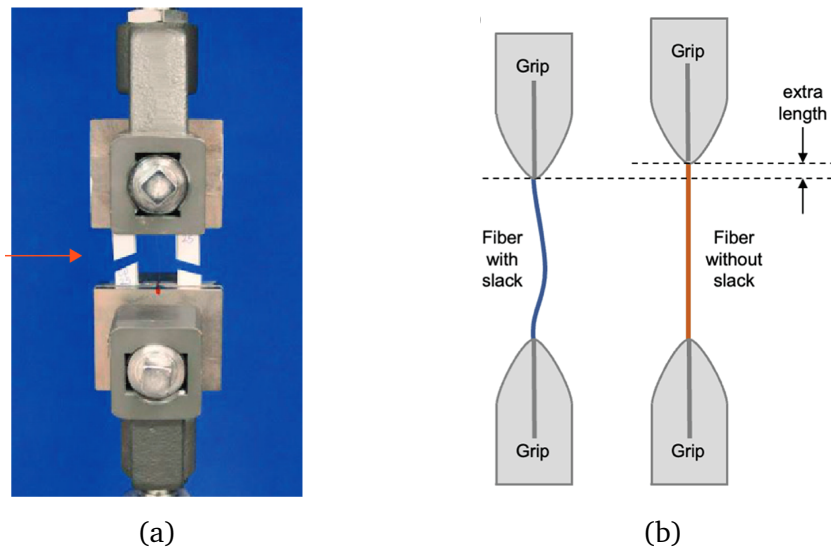 Grip
Grip
extra
length
Fiber
with
slack
Fiber
without
slack
Grip
Grip
(a)
(b)